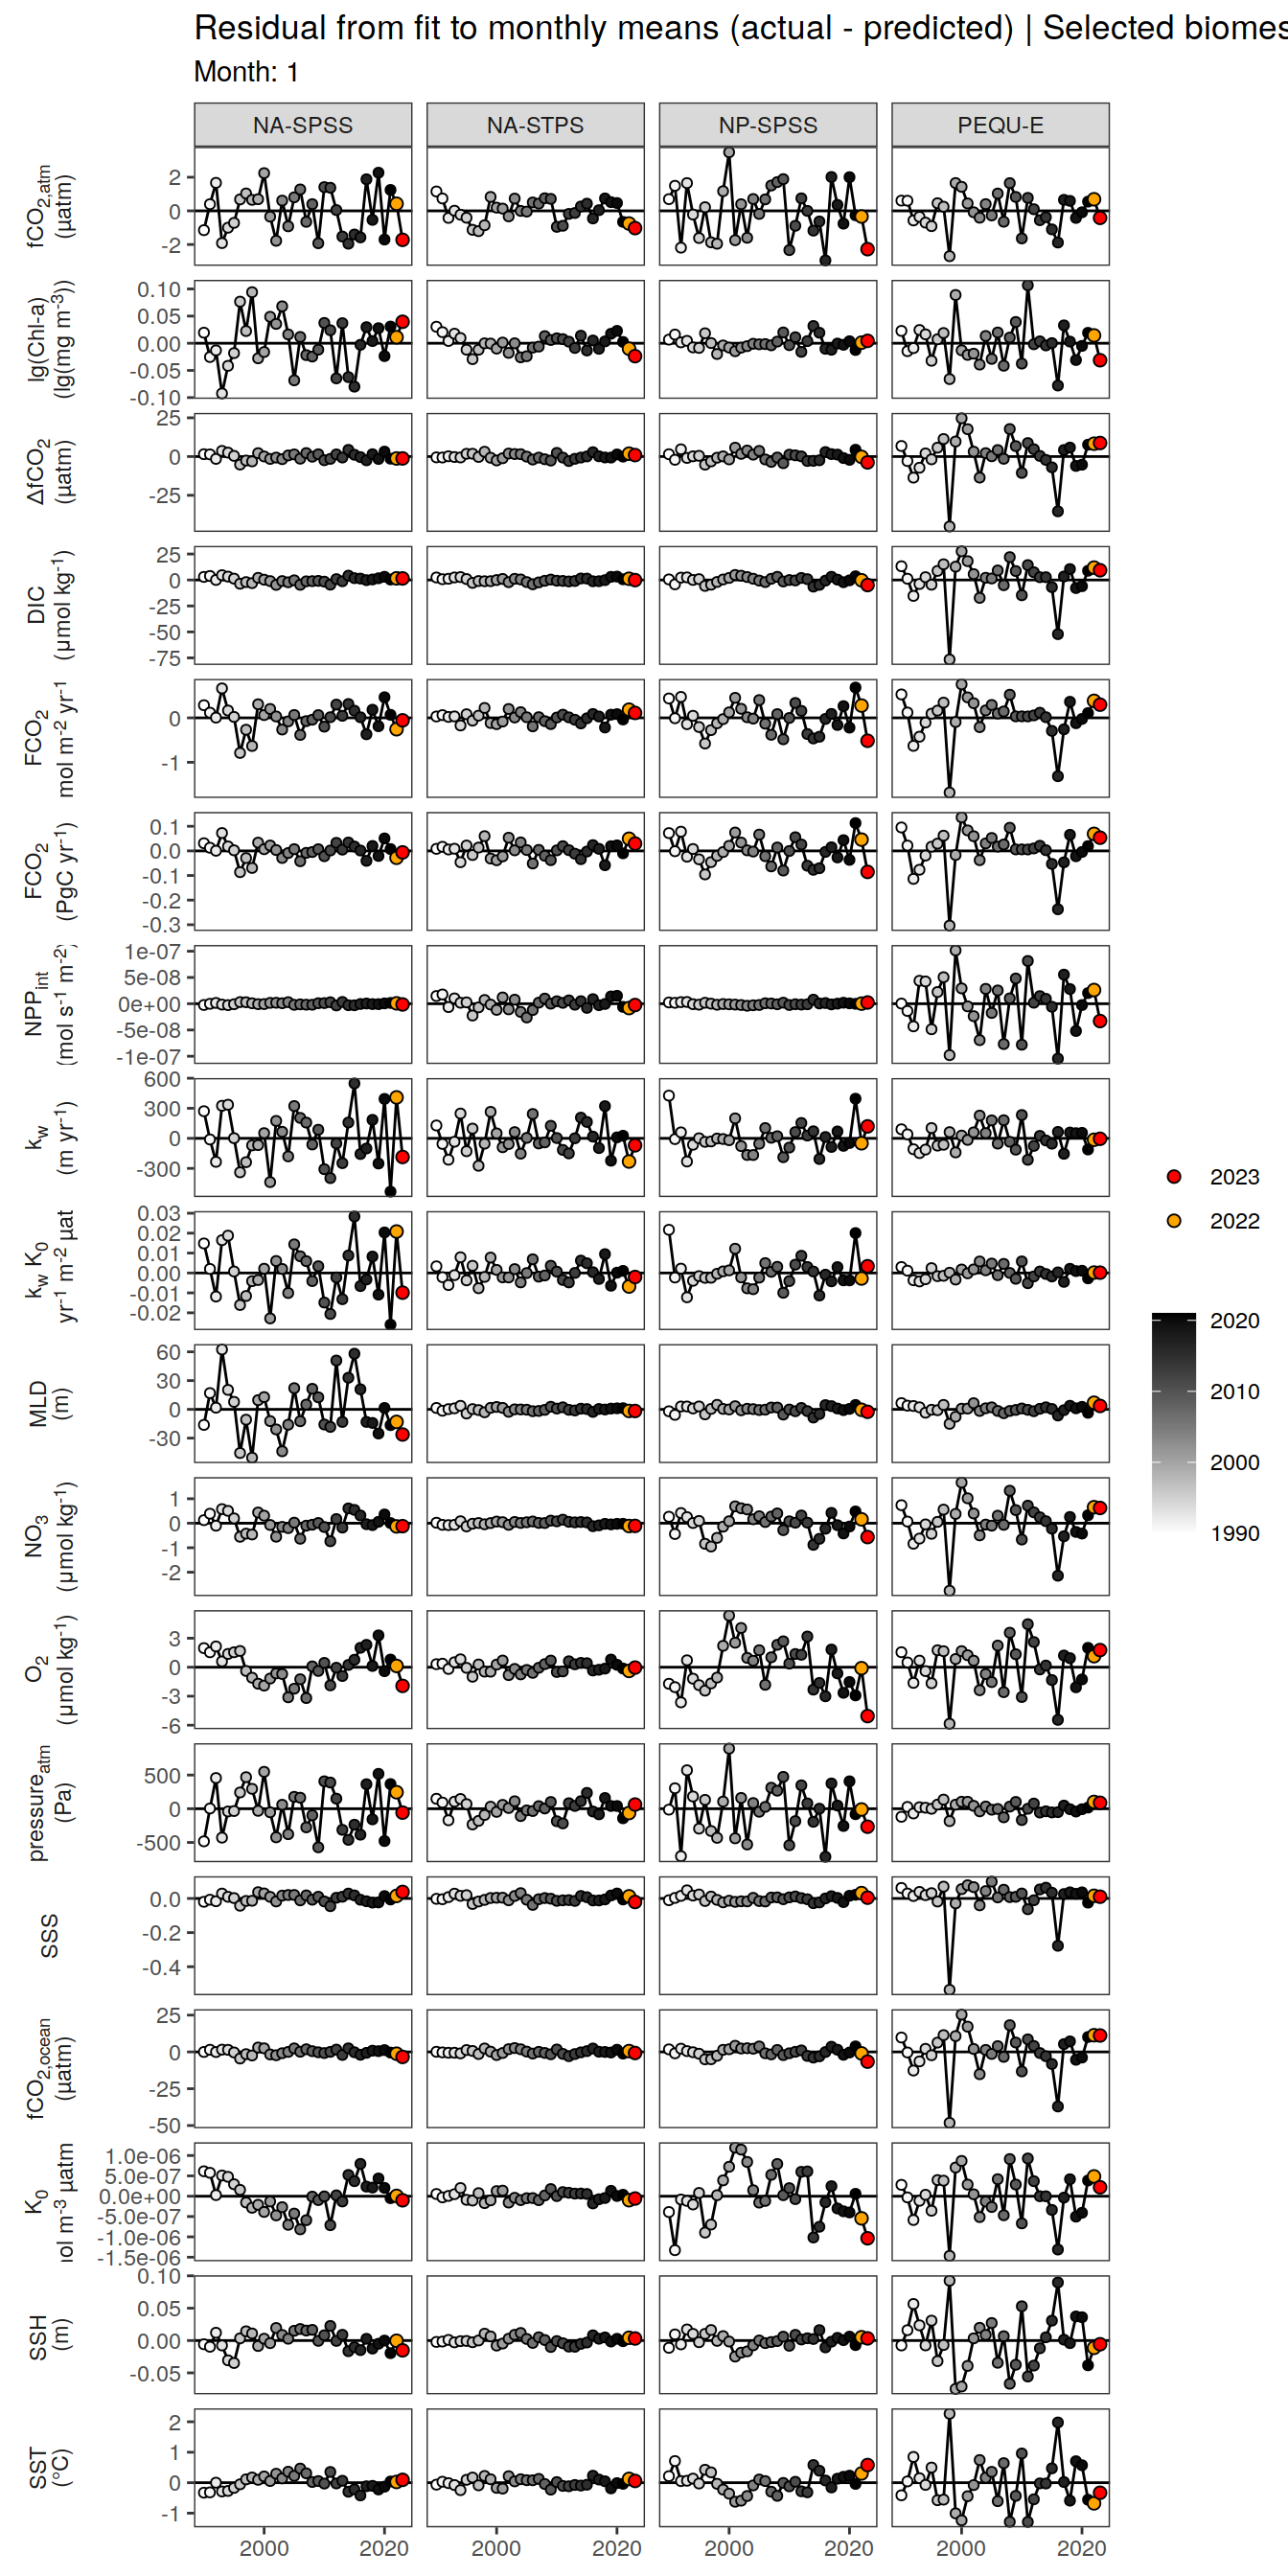 Residual from fit to monthly means (actual - predicted) | Selected biomes
Month: 1
NA-SPSS NA-STPS NP-SPSS PEQU-E
fCO2,atm
(µatm)
2
0
-2
lg(Chl-a)
(lg(mg m-3))
0.10
0.05
0.00
-0.05
-0.10
ΔfCO2
(µatm)
25
0
-25
DIC
(µmol kg-1)
25
0
-25
-50
-75
FCO2
mol m-2 yr-1
0
-1
FCO2
(PgC yr-1)
0.1
0.0
-0.1
-0.2
-0.3
NPPint
(mol s-1 m-2)
1e-07
5e-08
0e+00
-5e-08
-1e-07
kw
(m yr-1)
600
300
0
-300
kw K0
yr-1 m-2 µat
0.03
0.02
0.01
0.00
-0.01
-0.02
MLD
(m)
60
30
0
-30
NO3
(µmol kg-1)
1
0
-1
-2
O2
(µmol kg-1)
3
0
-3
-6
pressureatm
(Pa)
500
0
-500
SSS
0.0
-0.2
-0.4
fCO2,ocean
(µatm)
25
0
-25
-50
K0
ol m-3 µatm
1.0e-06
5.0e-07
0.0e+00
-5.0e-07
-1.0e-06
-1.5e-06
SSH
(m)
0.10
0.05
0.00
-0.05
SST
(°C)
2
1
0
-1
2000 2020 2000 2020 2000 2020 2000 2020
2023
2022
2020
2010
2000
1990